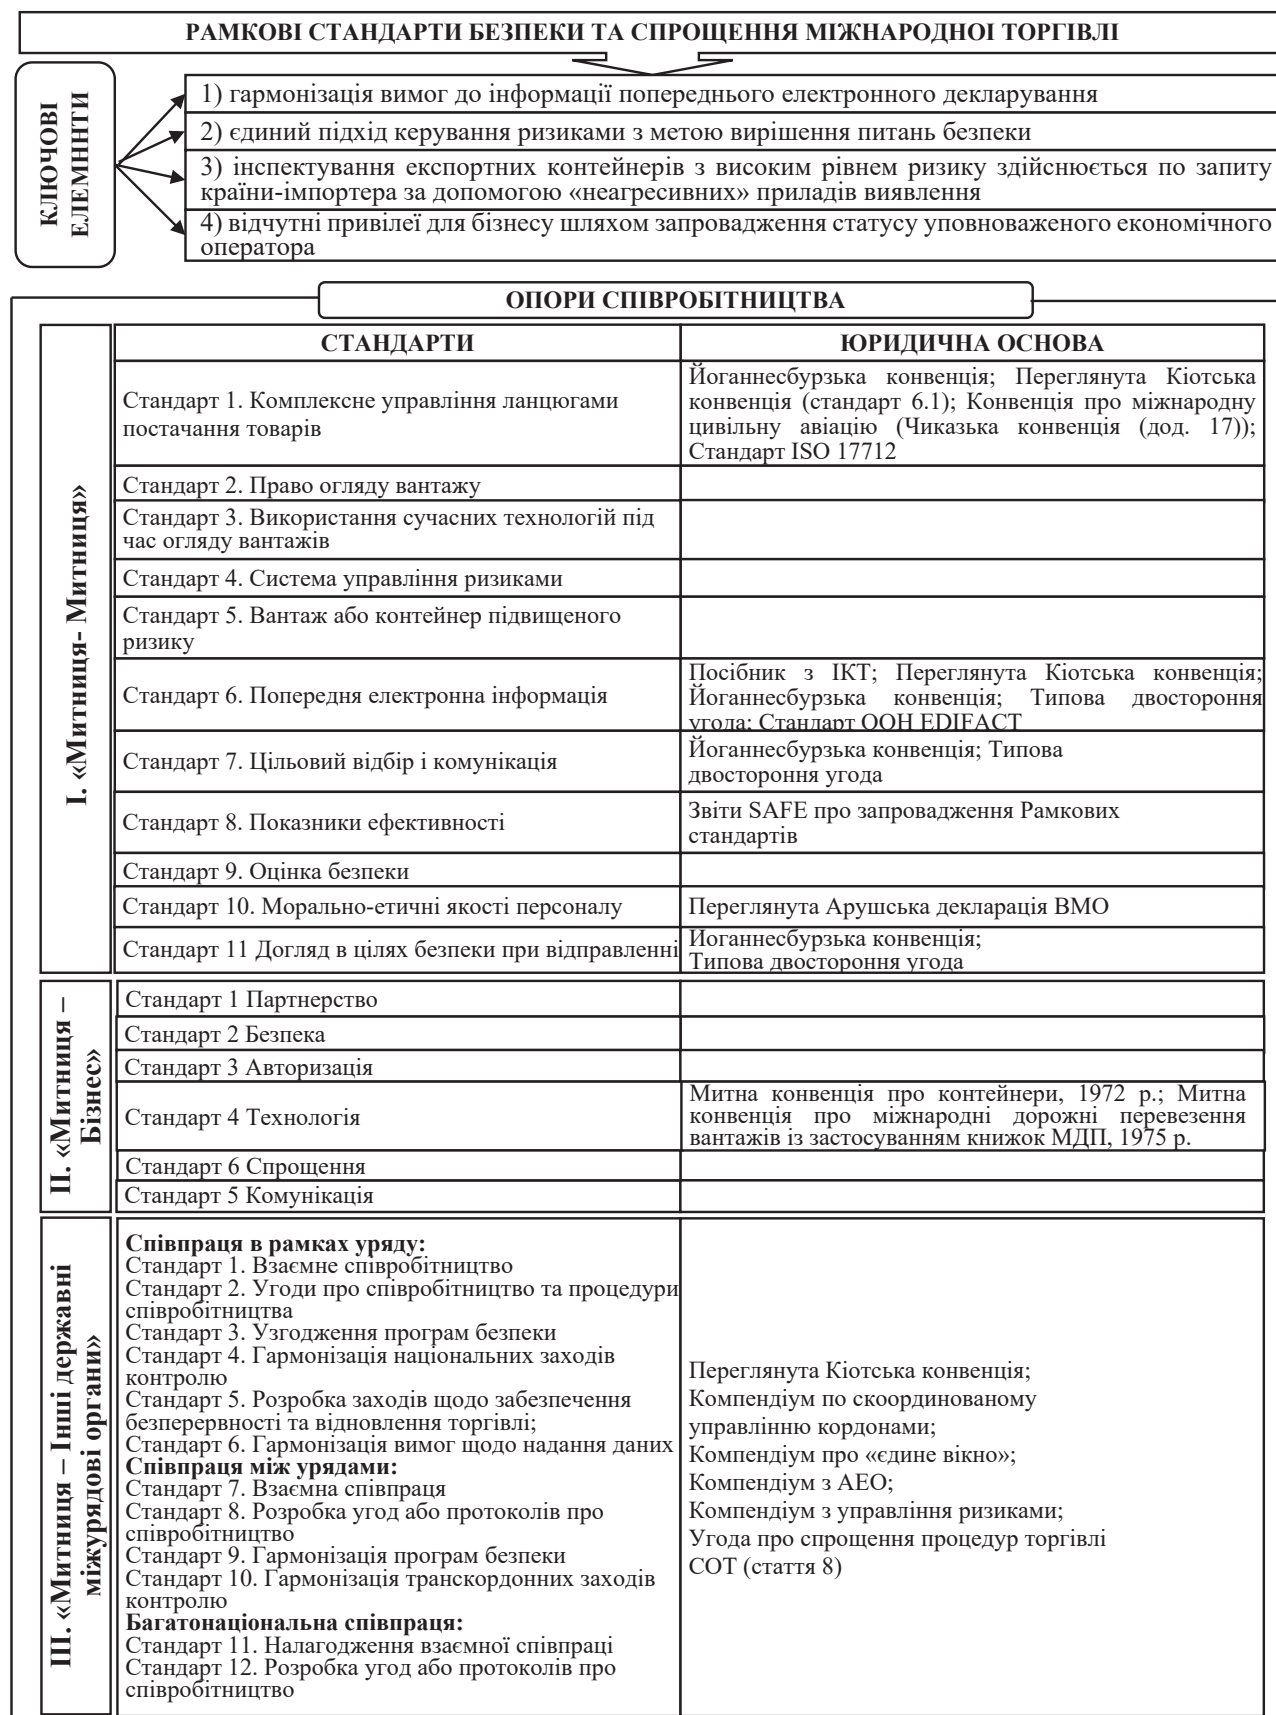 РАМКОВІ СТАНДАРТИ БЕЗПЕКИ ТА СПРОЩЕННЯ МІЖНАРОДНОІ ТОРГІВЛІ
КЛЮЧОВІ
ЕЛЕМННТИ
1) гармонізація вимог до інформації попереднього електронного декларування
2) єдиний підхід керування ризиками з метою вирішення питань безпеки
3) інспектування експортних контейнерів з високим рівнем ризику здійснюється по запиту
країни-імпортера за допомогою «неагресивних» приладів виявлення
4) відчутні привілеї для бізнесу шляхом запровадження статусу уповноваженого економічного
оператора
ОПОРИ СПІВРОБІТНИЦТВА
СТАНДАРТИ
ЮРИДИЧНА ОСНОВА
I. «Митниця- Митниця»
Стандарт 1. Комплексне управління ланцюгами
постачання товарів
Йоганнесбурзька конвенція; Переглянута Кіотська
конвенція (стандарт 6.1); Конвенція про міжнародну
цивільну авіацію (Чиказька конвенція (дод. 17));
Стандарт ISO 17712
Стандарт 2. Право огляду вантажу
Стандарт 3. Використання сучасних технологій під
час огляду вантажів
Стандарт 4. Система управління ризиками
Стандарт 5. Вантаж або контейнер підвищеного
ризику
Стандарт 6. Попередня електронна інформація
Посібник з ІКТ; Переглянута Кіотська конвенція;
Йоганнесбурзька конвенція; Типова двостороння
угода; Стандарт ООН EDIFACT
Стандарт 7. Цільовий відбір і комунікація
Йоганнесбурзька конвенція; Типова
двостороння угода
Стандарт 8. Показники ефективності
Звіти SAFE про запровадження Рамкових
стандартів
Стандарт 9. Оцінка безпеки
Стандарт 10. Морально-етичні якості персоналу
Переглянута Арушська декларація ВМО
Стандарт 11 Догляд в цілях безпеки при відправленні
Йоганнесбурзька конвенція;
Типова двостороння угода
II. «Митниця –
Бізнес»
Стандарт 1 Партнерство
Стандарт 2 Безпека
Стандарт 3 Авторизація
Стандарт 4 Технологія
Митна конвенція про контейнери, 1972 р.; Митна
конвенція про міжнародні дорожні перевезення
вантажів із застосуванням книжок МДП, 1975 р.
Стандарт 6 Спрощення
Стандарт 5 Комунікація
III. «Митниця – Інші державні
міжурядові органи»
Співпраця в рамках уряду:
Стандарт 1. Взаємне співробітництво
Стандарт 2. Угоди про співробітництво та процедури
співробітництва
Стандарт 3. Узгодження програм безпеки
Стандарт 4. Гармонізація національних заходів
контролю
Стандарт 5. Розробка заходів щодо забезпечення
безперервності та відновлення торгівлі;
Стандарт 6. Гармонізація вимог щодо надання даних
Співпраця між урядами:
Стандарт 7. Взаємна співпраця
Стандарт 8. Розробка угод або протоколів про
співробітництво
Стандарт 9. Гармонізація програм безпеки
Стандарт 10. Гармонізація транскордонних заходів
контролю
Багатонаціональна співпраця:
Стандарт 11. Налагодження взаємної співпраці
Стандарт 12. Розробка угод або протоколів про
співробітництво
Переглянута Кіотська конвенція;
Компендіум по скоординованому
управлінню кордонами;
Компендіум про «єдине вікно»;
Компендіум з АЕО;
Компендіум з управління ризиками;
Угода про спрощення процедур торгівлі
СОТ (стаття 8)